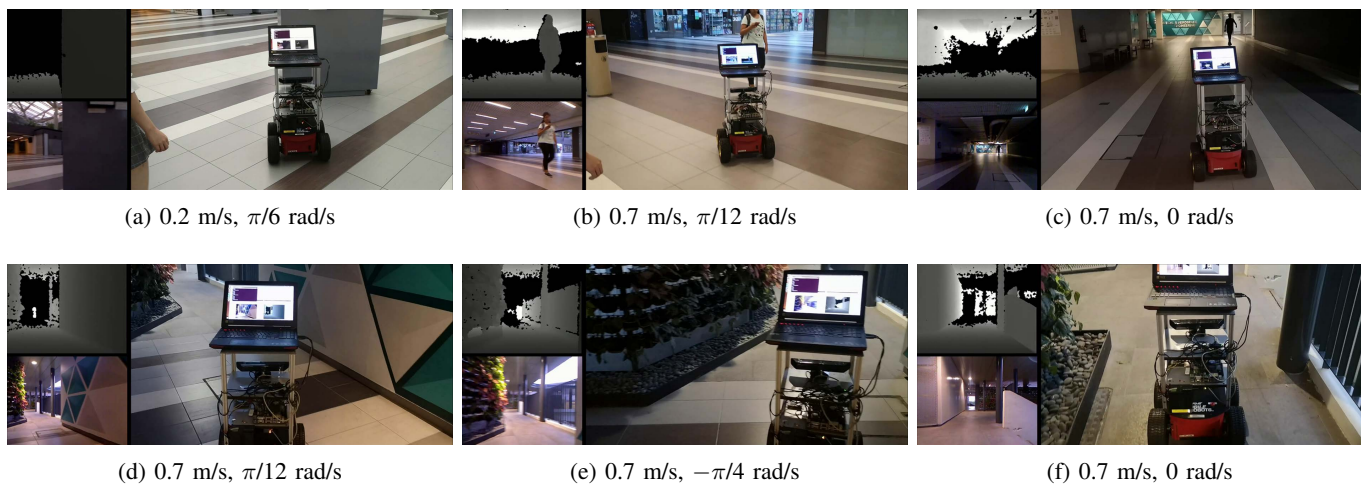 (a) 0.2 m/s, π/6 rad/s
(b) 0.7 m/s, π/12 rad/s
(c) 0.7 m/s, 0 rad/s
(d) 0.7 m/s, π/12 rad/s
(e) 0.7 m/s, −π/4 rad/s
(f) 0.7 m/s, 0 rad/s